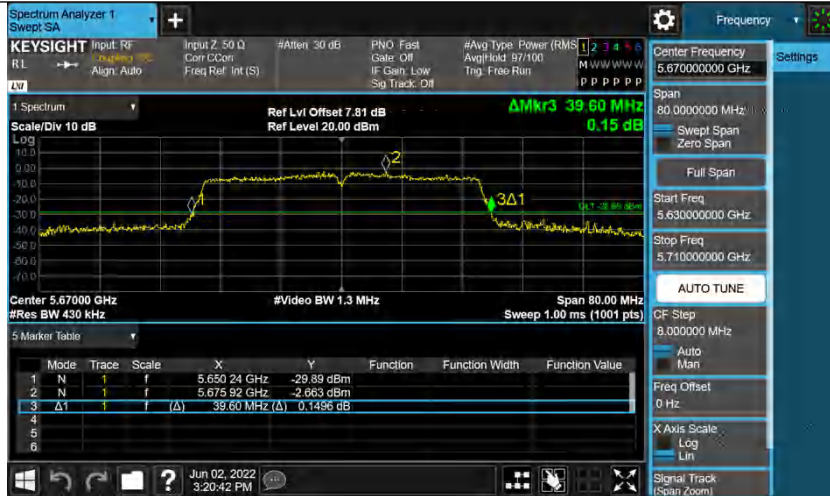 Spectrum Analyzer 1
Swept SA
Frequency
KEYSIGHT
Input: RF
Input Z: 50 Ω
#Atten: 30 dB
PNO: Fast
#Avg Type: Power (RMS
1 2 3 4 5 6
RL
Corr CCorr
Gate: Off
Avg|Hold: 97/100
M W W W W W
Align: Auto
Freq Ref: Int (S)
IF Gain: Low
Trig: Free Run
Sig Track: Off
P P P P P P
LXI
1 Spectrum
Ref Lvl Offset 7.81 dB
ΔMkr3 39.60 MHz
Scale/Div 10 dB
Ref Level 20.00 dBm
0.15 dB
Log
10.0
0.00
-10.0
-20.0
-30.0
-40.0
-50.0
-60.0
-70.0
1
2
3Δ1
Center 5.67000 GHz
#Video BW 1.3 MHz
Span 80.00 MHz
#Res BW 430 kHz
Sweep 1.00 ms (1001 pts)
5 Marker Table
Mode Trace Scale X Y Function Function Width Function Value
1 N 1 f 5.650 24 GHz -29.89 dBm
2 N 1 f 5.675 92 GHz -2.663 dBm
3 Δ1 1 f (Δ) 39.60 MHz (Δ) 0.1496 dB
4
5
6
?
Jun 02, 2022
3:20:42 PM
Center Frequency
5.670000000 GHz
Settings
Span
80.0000000 MHz
Swept Span
Zero Span
Full Span
Start Freq
5.630000000 GHz
Stop Freq
5.710000000 GHz
AUTO TUNE
CF Step
8.000000 MHz
Auto
Man
Freq Offset
0 Hz
X Axis Scale
Log
Lin
Signal Track
(Span Zoom)